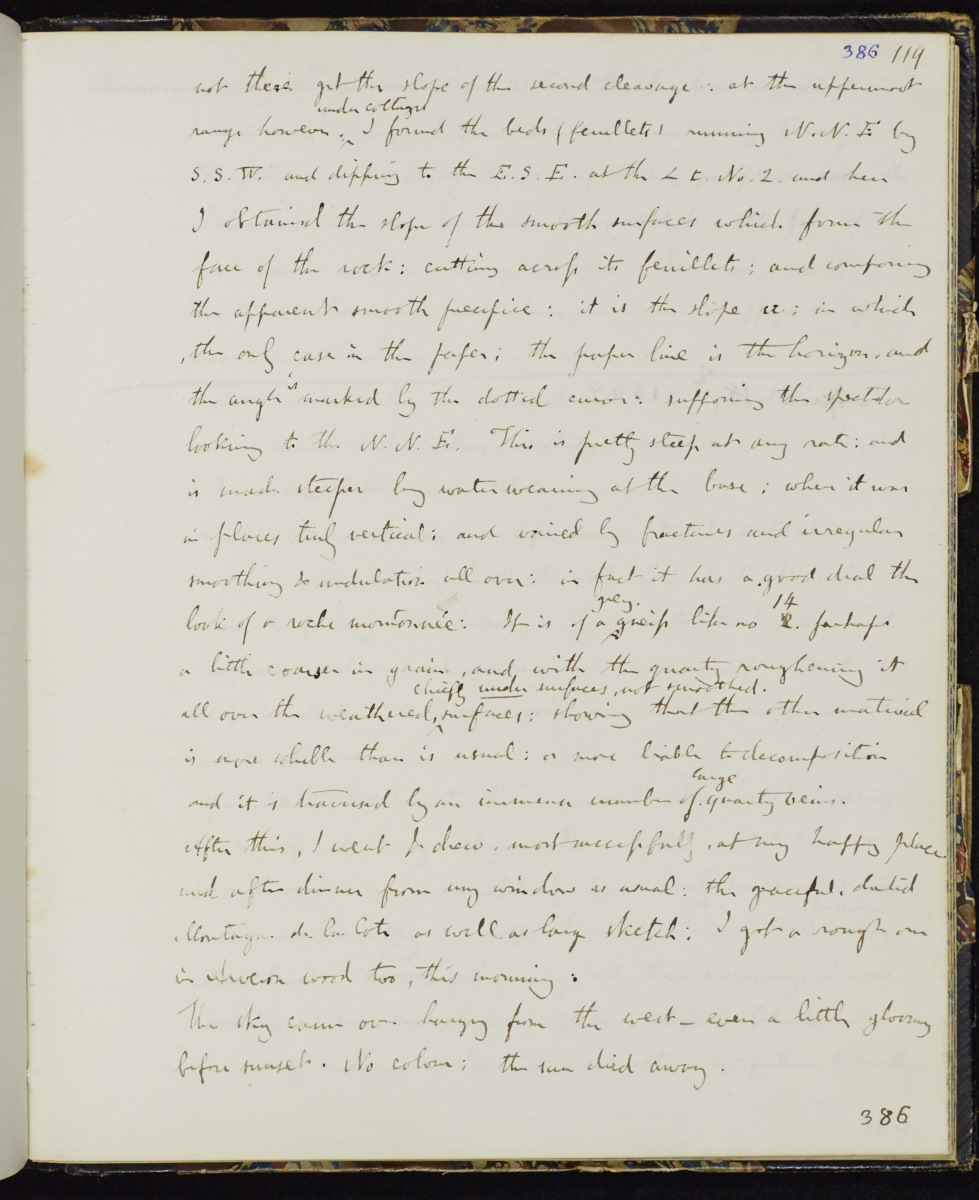 386 119
not there get the slope of the second cleavage: at the uppermost
under cottages
range however, I found the beds (feuillets) running N.N.E by
S.S.W. and dipping to the E.S.E. at the L t. No. 2. and here
I obtained the slope of the smooth surfaces which form the
face of the rock: cutting across its feuillets; and composing
the apparent smooth precipice: it is the slope x; in which
, the only case in the paper; the paper line is the horizon, and
the angle is marked by the dotted curve: supposing the spectator
looking to the N.N.E. This is pretty steep at any rate: and
is made steeper by water wearing at the base; where it was
in places truly vertical: and varied by fractures and irregular
smoothing & undulation all over: in fact it has a good deal the
look of a roche moutonnée: It is of a grey. gneiss like no 14. perhaps
a little coarser in grain, and with the quartz roughening it
chiefly under surfaces, not smoothed.
all over the weathered surfaces; showing that the other material
is more soluble than is usual: or more liable to decomposition
and it is traversed by an immense number of large quartz veins.
After this, I went & drew, most successfully, at my happy place
and after dinner from my window as usual: the graceful, dated
Montagne de la Cote as well as large sketch; I got a rough one
in Arveron wood too, this morning:
The sky came over hazy from the west – even a little gloomy
before sunset. No colour; the sun died away.
386